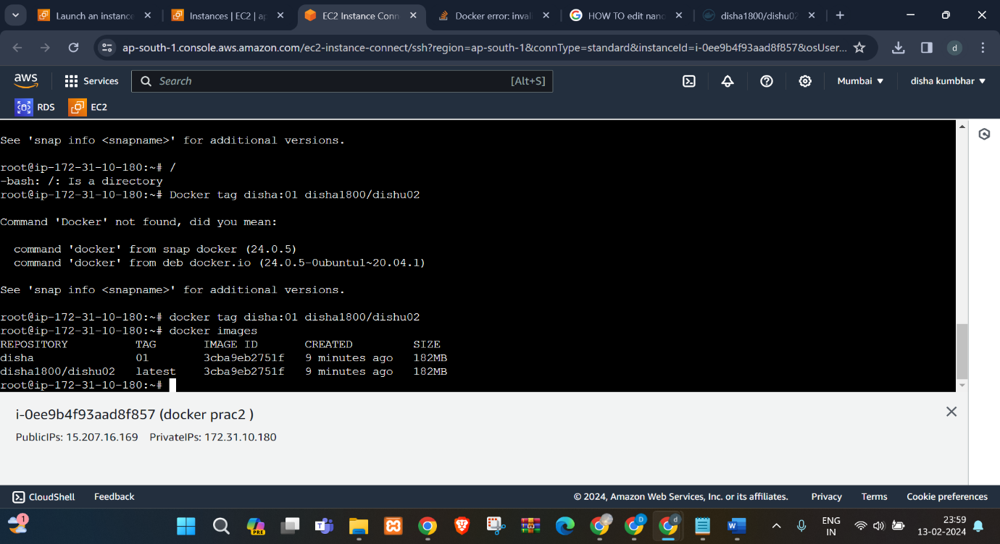 Launch an instance
Instances | EC2 | ap
EC2 Instance Conn
Docker error: inval
HOW TO edit nano
disha1800/dishu02
ap-south-1.console.aws.amazon.com/ec2-instance-connect/ssh?region=ap-south-1&connType=standard&instanceId=i-0ee9b4f93aad8f857&osUser...
d
aws
Services
Search
[Alt+S]
Mumbai
disha kumbhar
RDS
EC2
See 'snap info <snapname>' for additional versions.
root@ip-172-31-10-180:~# /
-bash: /: Is a directory
root@ip-172-31-10-180:~# Docker tag disha:01 disha1800/dishu02
Command 'Docker' not found, did you mean:
command 'docker' from snap docker (24.0.5)
command 'docker' from deb docker.io (24.0.5-0ubuntu1~20.04.1)
See 'snap info <snapname>' for additional versions.
root@ip-172-31-10-180:~# docker tag disha:01 disha1800/dishu02
root@ip-172-31-10-180:~# docker images
REPOSITORY TAG IMAGE ID CREATED SIZE
disha 01 3cba9eb2751f 9 minutes ago 182MB
disha1800/dishu02 latest 3cba9eb2751f 9 minutes ago 182MB
root@ip-172-31-10-180:~#
i-0ee9b4f93aad8f857 (docker prac2 )
PublicIPs: 15.207.16.169 PrivateIPs: 172.31.10.180
CloudShell
Feedback
© 2024, Amazon Web Services, Inc. or its affiliates.
Privacy
Terms
Cookie preferences
1
PRE
D
d
ENG
IN
23:59
13-02-2024